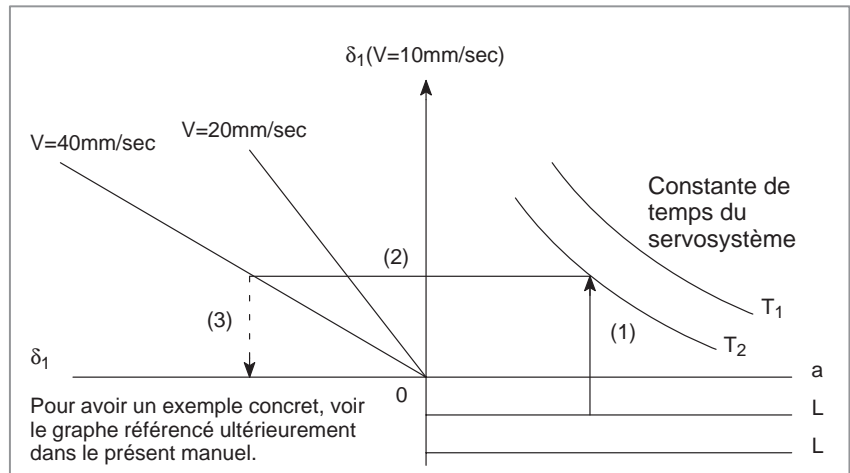 δ1(V=10mm/sec)
V=20mm/sec
V=40mm/sec
Constante de
temps du
servosystème
(2)
(3)
(1)
T1
T2
δ1
0
a
L
L
Pour avoir un exemple concret, voir
le graphe référencé ultérieurement
dans le présent manuel.